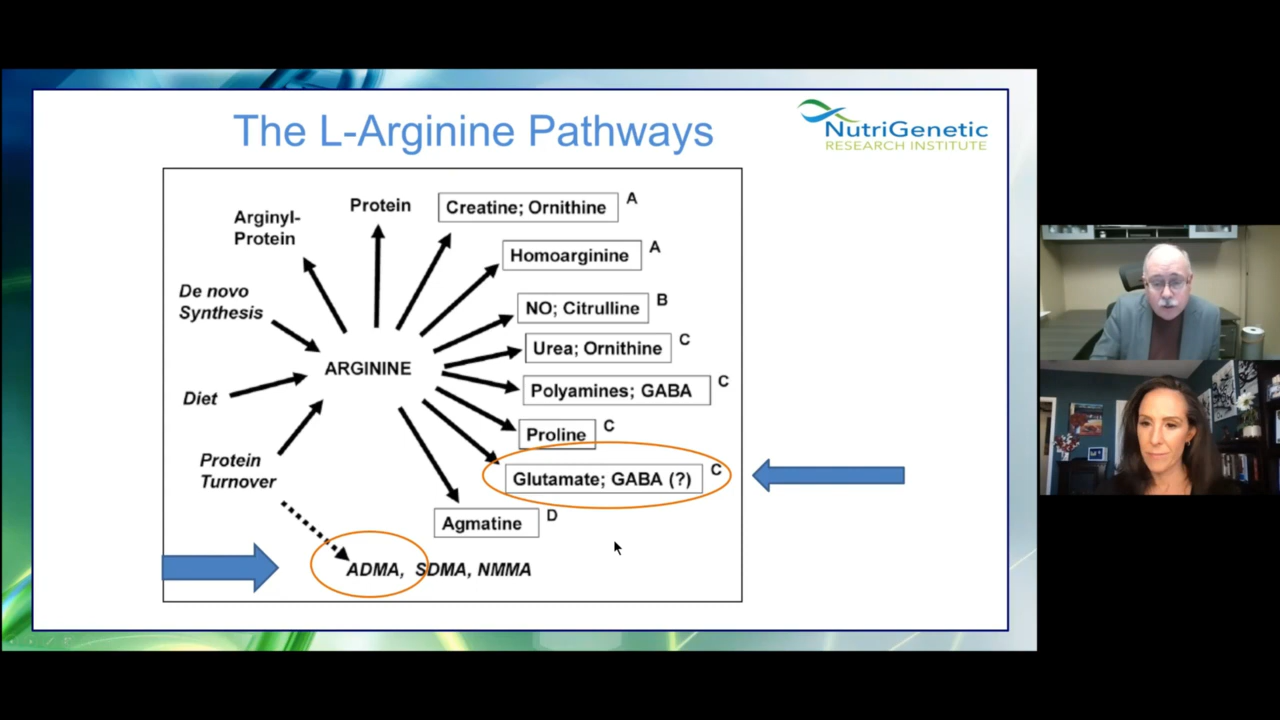 The L-Arginine Pathways
NutriGenetic
RESEARCH INSTITUTE
Protein
Creatine; Ornithine A
Arginyl-
Protein
Homoarginine A
De novo
Synthesis
NO; Citrulline B
Urea; Ornithine C
ARGININE
Polyamines; GABA C
Diet
Proline C
Protein
Turnover
Glutamate; GABA (?) C
Agmatine D
ADMA, SDMA, NMMA